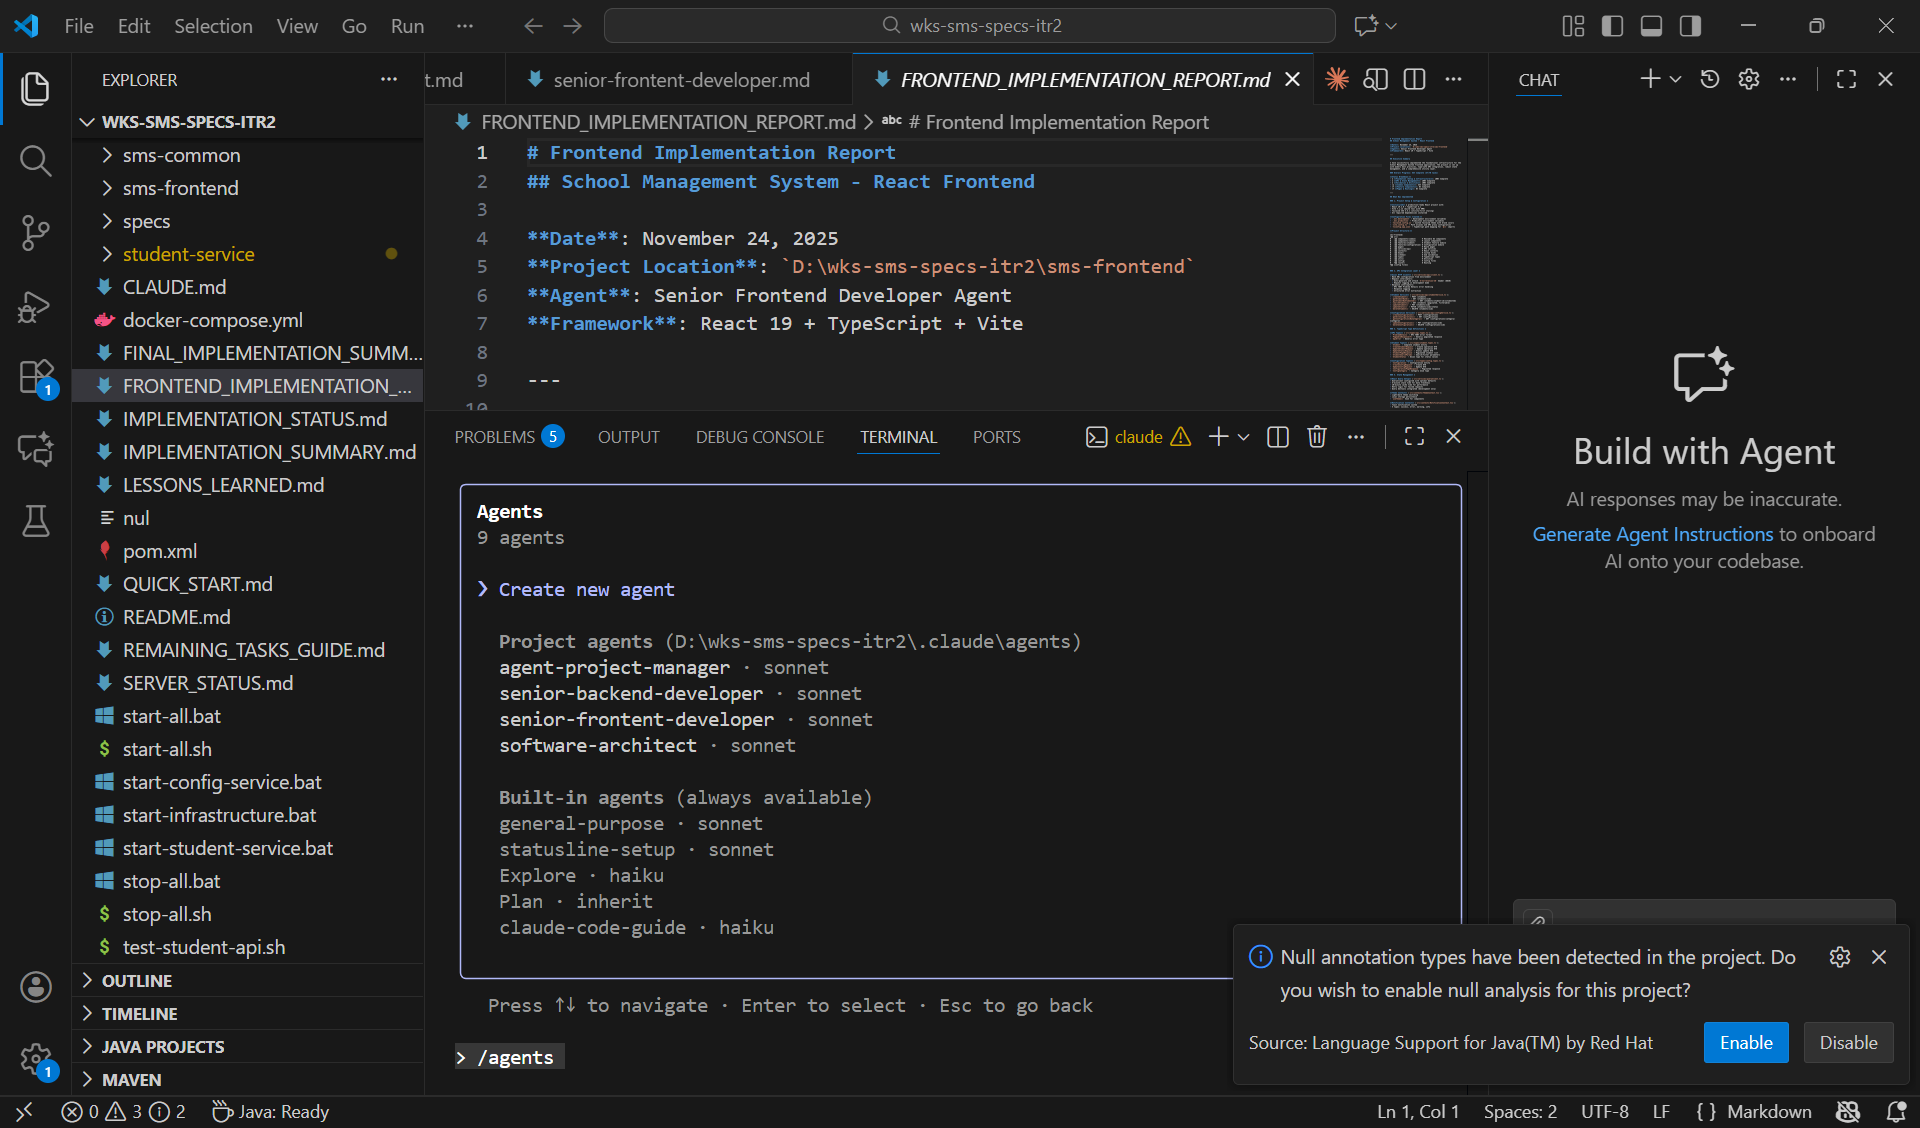 File Edit Selection View Go Run ···
wks-sms-specs-itr2
EXPLORER
WKS-SMS-SPECS-ITR2
sms-common
sms-frontend
specs
student-service
CLAUDE.md
docker-compose.yml
FINAL_IMPLEMENTATION_SUMM...
FRONTEND_IMPLEMENTATION_...
IMPLEMENTATION_STATUS.md
IMPLEMENTATION_SUMMARY.md
LESSONS_LEARNED.md
nul
pom.xml
QUICK_START.md
README.md
REMAINING_TASKS_GUIDE.md
SERVER_STATUS.md
start-all.bat
start-all.sh
start-config-service.bat
start-infrastructure.bat
start-student-service.bat
stop-all.bat
stop-all.sh
test-student-api.sh
OUTLINE
TIMELINE
JAVA PROJECTS
MAVEN
1
1
t.md senior-frontent-developer.md FRONTEND_IMPLEMENTATION_REPORT.md
FRONTEND_IMPLEMENTATION_REPORT.md > abc # Frontend Implementation Report
1 # Frontend Implementation Report
2 ## School Management System - React Frontend
3
4 **Date**: November 24, 2025
5 **Project Location**: `D:\wks-sms-specs-itr2\sms-frontend`
6 **Agent**: Senior Frontend Developer Agent
7 **Framework**: React 19 + TypeScript + Vite
8
9 ---
10
PROBLEMS 5 OUTPUT DEBUG CONSOLE TERMINAL PORTS claude
Agents
9 agents
❯ Create new agent
Project agents (D:\wks-sms-specs-itr2\.claude\agents)
agent-project-manager · sonnet
senior-backend-developer · sonnet
senior-frontent-developer · sonnet
software-architect · sonnet
Built-in agents (always available)
general-purpose · sonnet
statusline-setup · sonnet
Explore · haiku
Plan · inherit
claude-code-guide · haiku
Press ↑↓ to navigate · Enter to select · Esc to go back
> /agents
CHAT
Build with Agent
AI responses may be inaccurate.
Generate Agent Instructions to onboard
AI onto your codebase.
Null annotation types have been detected in the project. Do
you wish to enable null analysis for this project?
Source: Language Support for Java(TM) by Red Hat Enable Disable
0 3 2 Java: Ready Ln 1, Col 1 Spaces: 2 UTF-8 LF { } Markdown